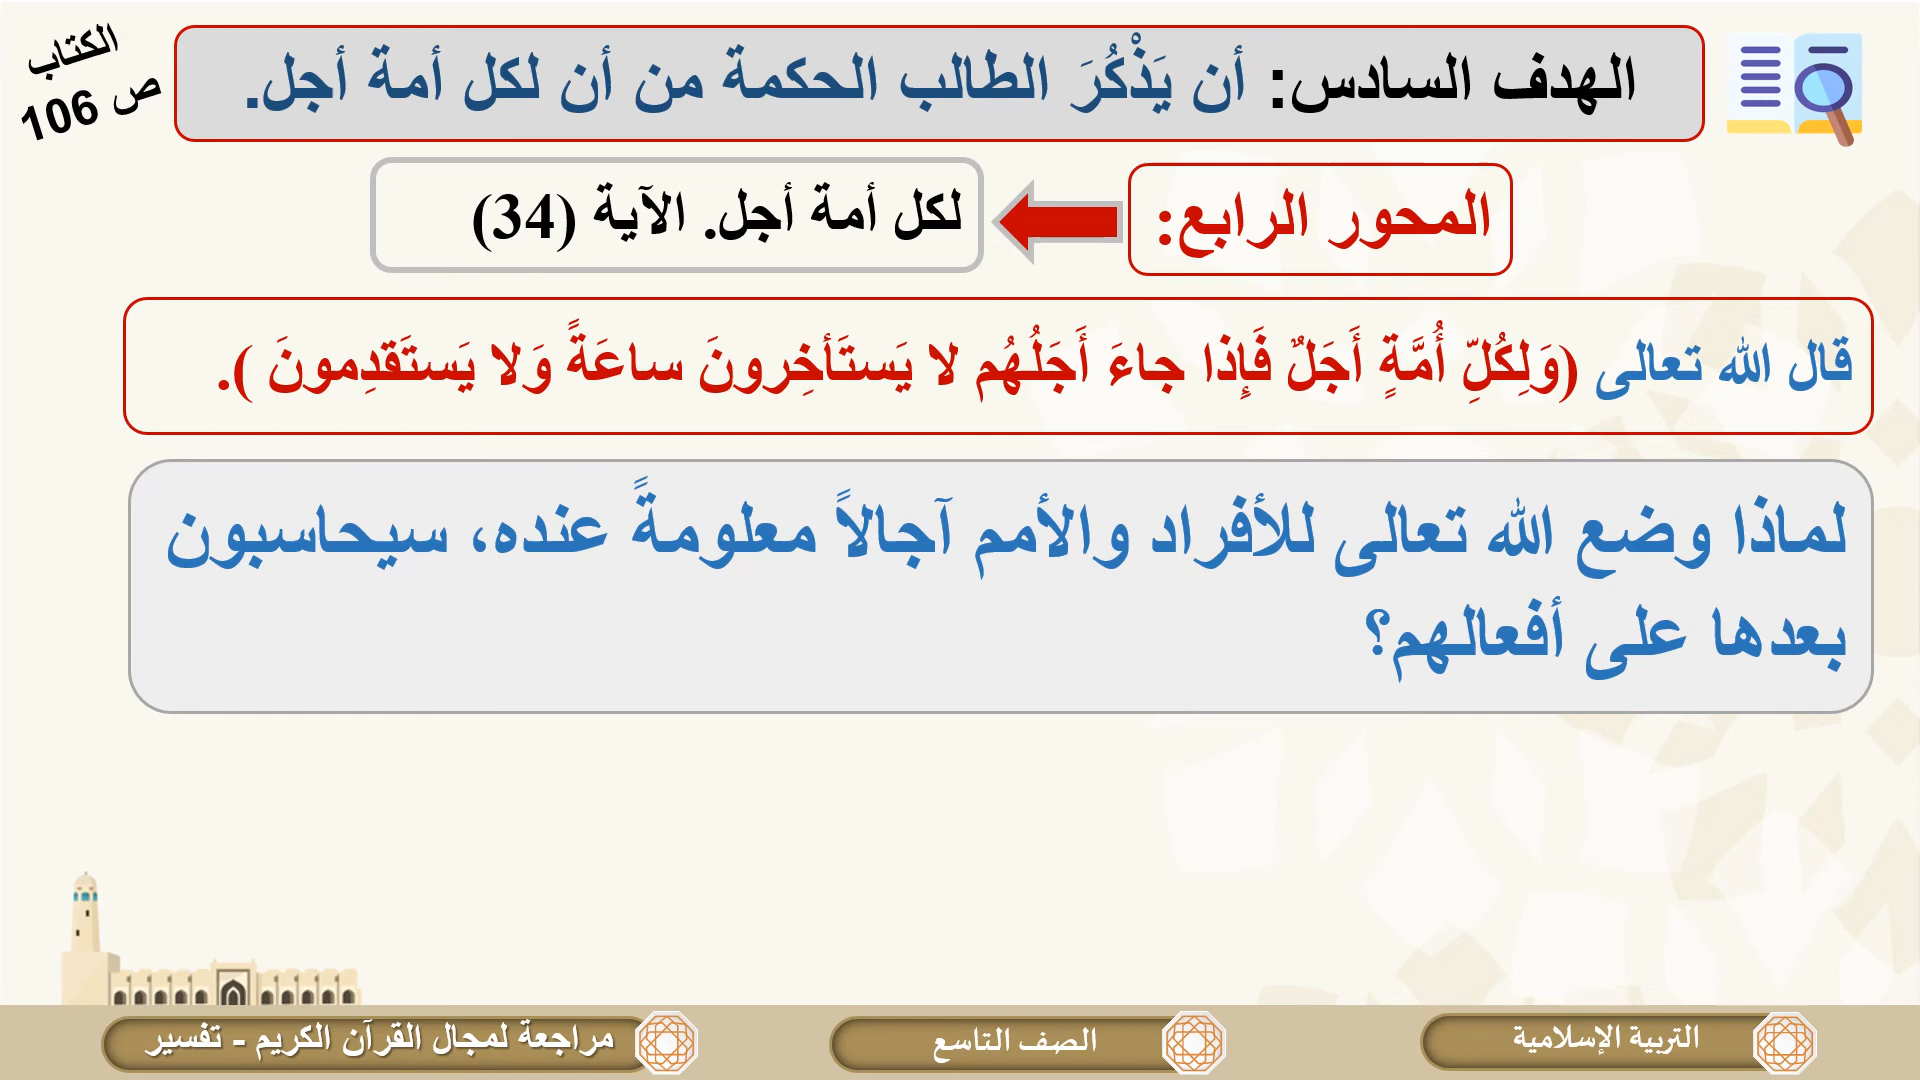 الهدف السادس: أن يَذْكُرَ الطالب الحكمة من أن لكل أمة أجل.
الكتاب
ص 106
المحور الرابع:
لكل أمة أجل. الآية (34)
قال الله تعالى (وَلِكُلِّ أُمَّةٍ أَجَلٌ فَإِذا جاءَ أَجَلُهُم لا يَستَأخِرونَ ساعَةً وَلا يَستَقدِمونَ ).
لماذا وضع الله تعالى للأفراد والأمم آجالاً معلومةً عنده، سيحاسبون
بعدها على أفعالهم؟
التربية الإسلامية
الصف التاسع
مراجعة لمجال القرآن الكريم - تفسير